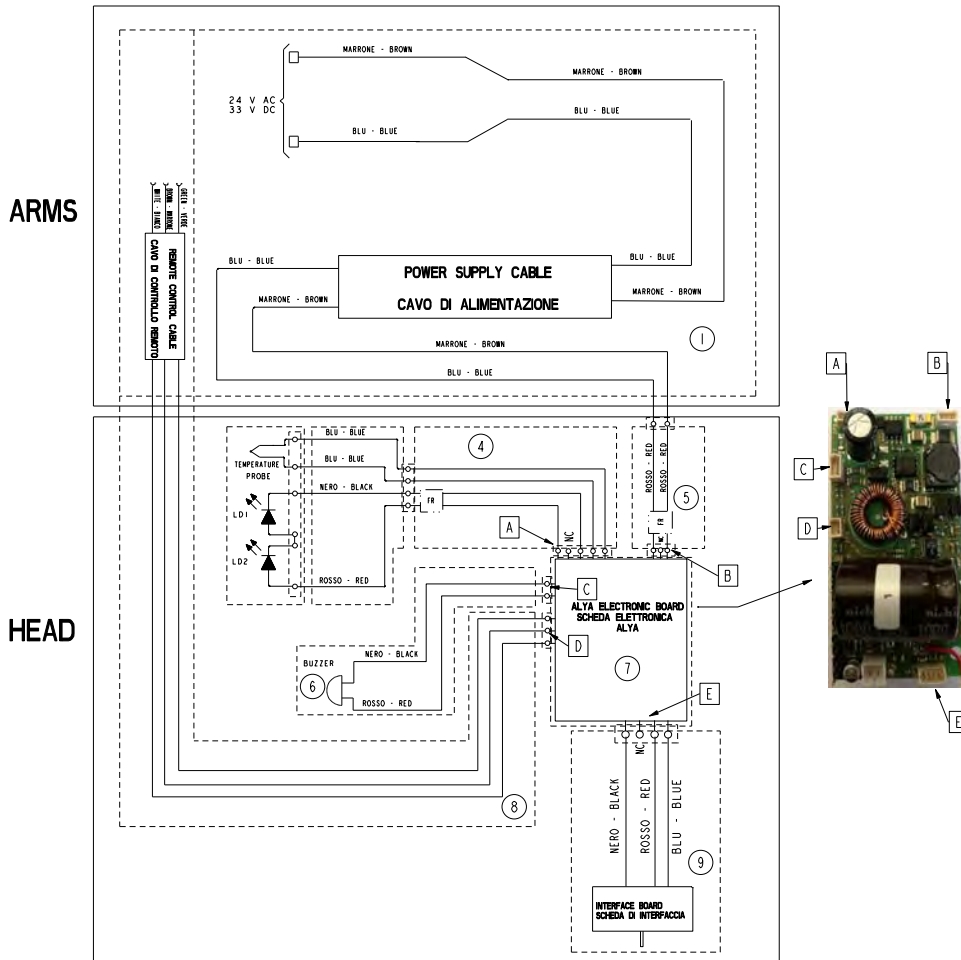 ARMS
MARRONE - BROWN
MARRONE - BROWN
24 V AC
33 V DC
BLU - BLUE
BLU - BLUE
GREEN - VERDE
BROWN - MARRONE
WHITE - BIANCO
REMOTE CONTROL CABLE
CAVO DI CONTROLLO REMOTO
BLU - BLUE
BLU - BLUE
POWER SUPPLY CABLE
CAVO DI ALIMENTAZIONE
MARRONE - BROWN
MARRONE - BROWN
MARRONE - BROWN
1
BLU - BLUE
HEAD
BLU - BLUE
4
TEMPERATURE
PROBE
BLU - BLUE
ROSSO - RED
ROSSO - RED
5
NERO - BLACK
FR
FR
LD1
LD2
A
NC
NC
B
ROSSO - RED
C
ALYA ELECTRONIC BOARD
SCHEDA ELETTRONICA
ALYA
D
NERO - BLACK
BUZZER
6
7
ROSSO - RED
E
NC
8
NERO - BLACK
ROSSO - RED
BLU - BLUE
9
INTERFACE BOARD
SCHEDA DI INTERFACCIA
A
B
C
D
E